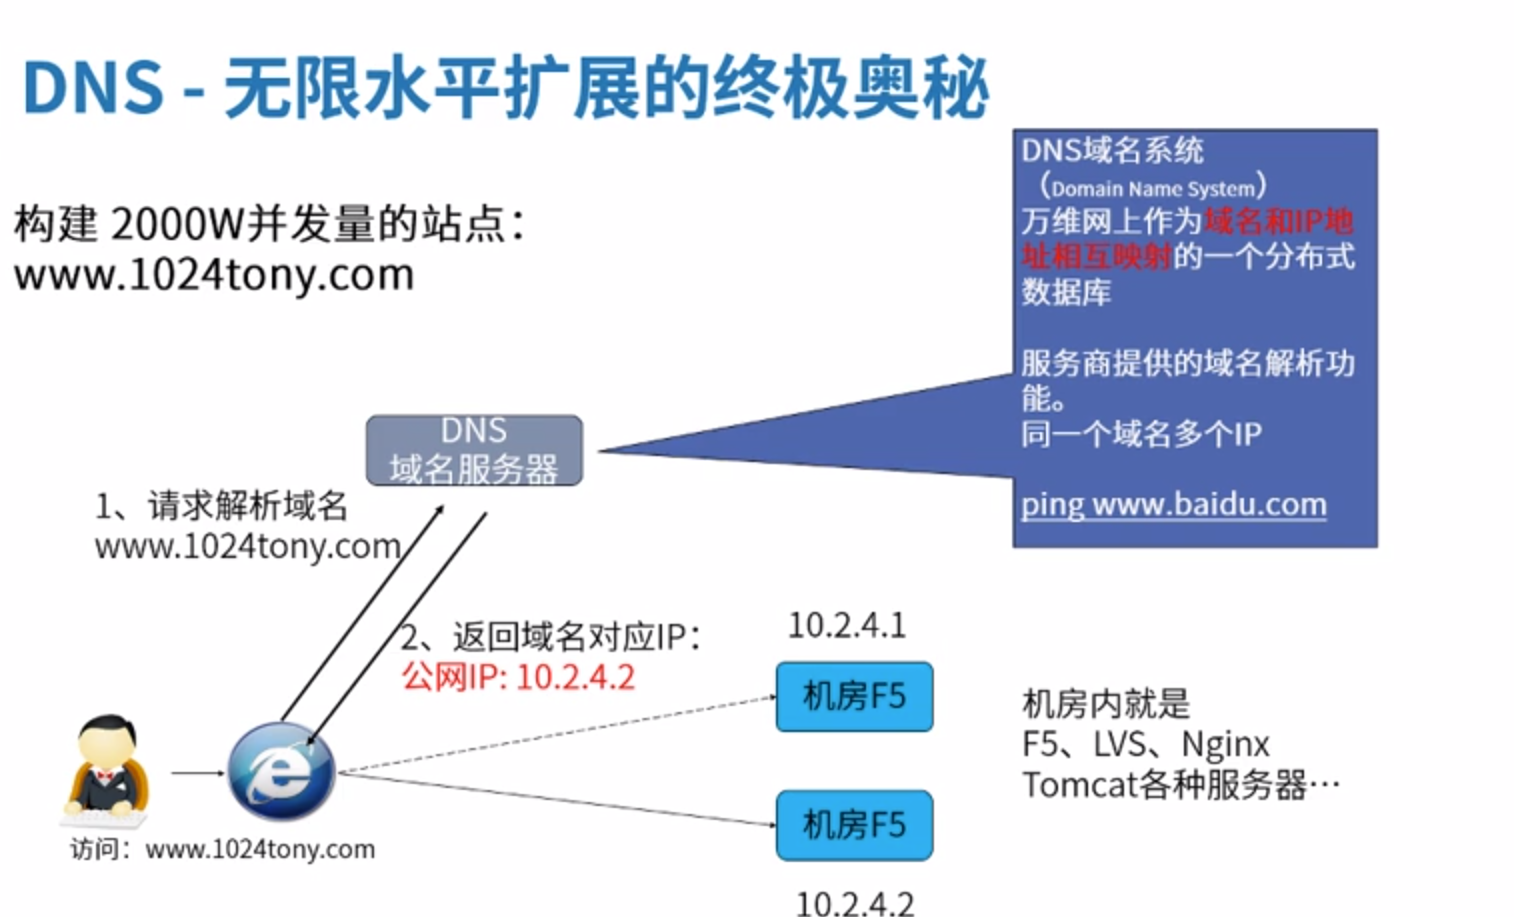 DNS - 无限水平扩展的终极奥秘
构建 2000W并发量的站点：
www.1024tony.com
DNS域名系统
（Domain Name System）
万维网上作为域名和IP地
址相互映射的一个分布式
数据库
服务商提供的域名解析功
能。
同一个域名多个IP
ping www.baidu.com
DNS
域名服务器
1、请求解析域名
www.1024tony.com
2、返回域名对应IP：
公网IP: 10.2.4.2
10.2.4.1
机房F5
机房F5
10.2.4.2
机房内就是
F5、LVS、Nginx
Tomcat各种服务器…
访问：www.1024tony.com